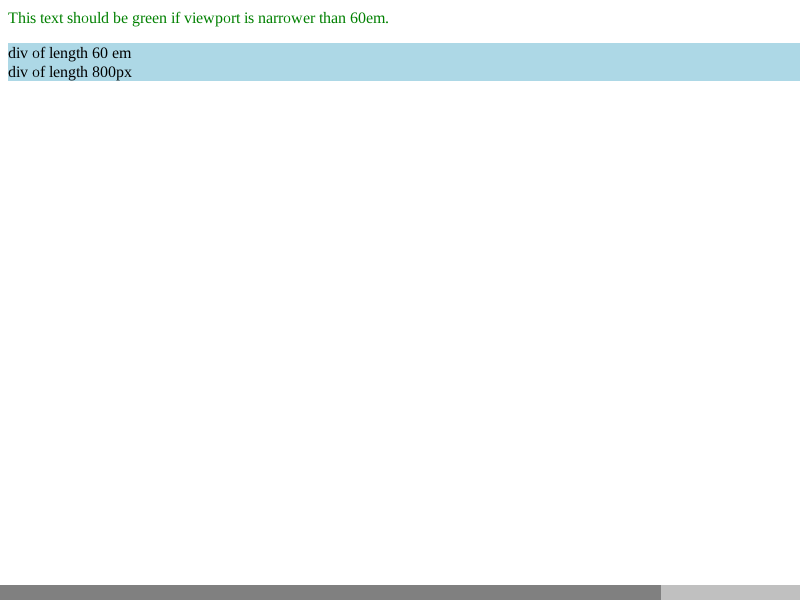 This text should be green if viewport is narrower than 60em.
div of length 60 em
div of length 800px